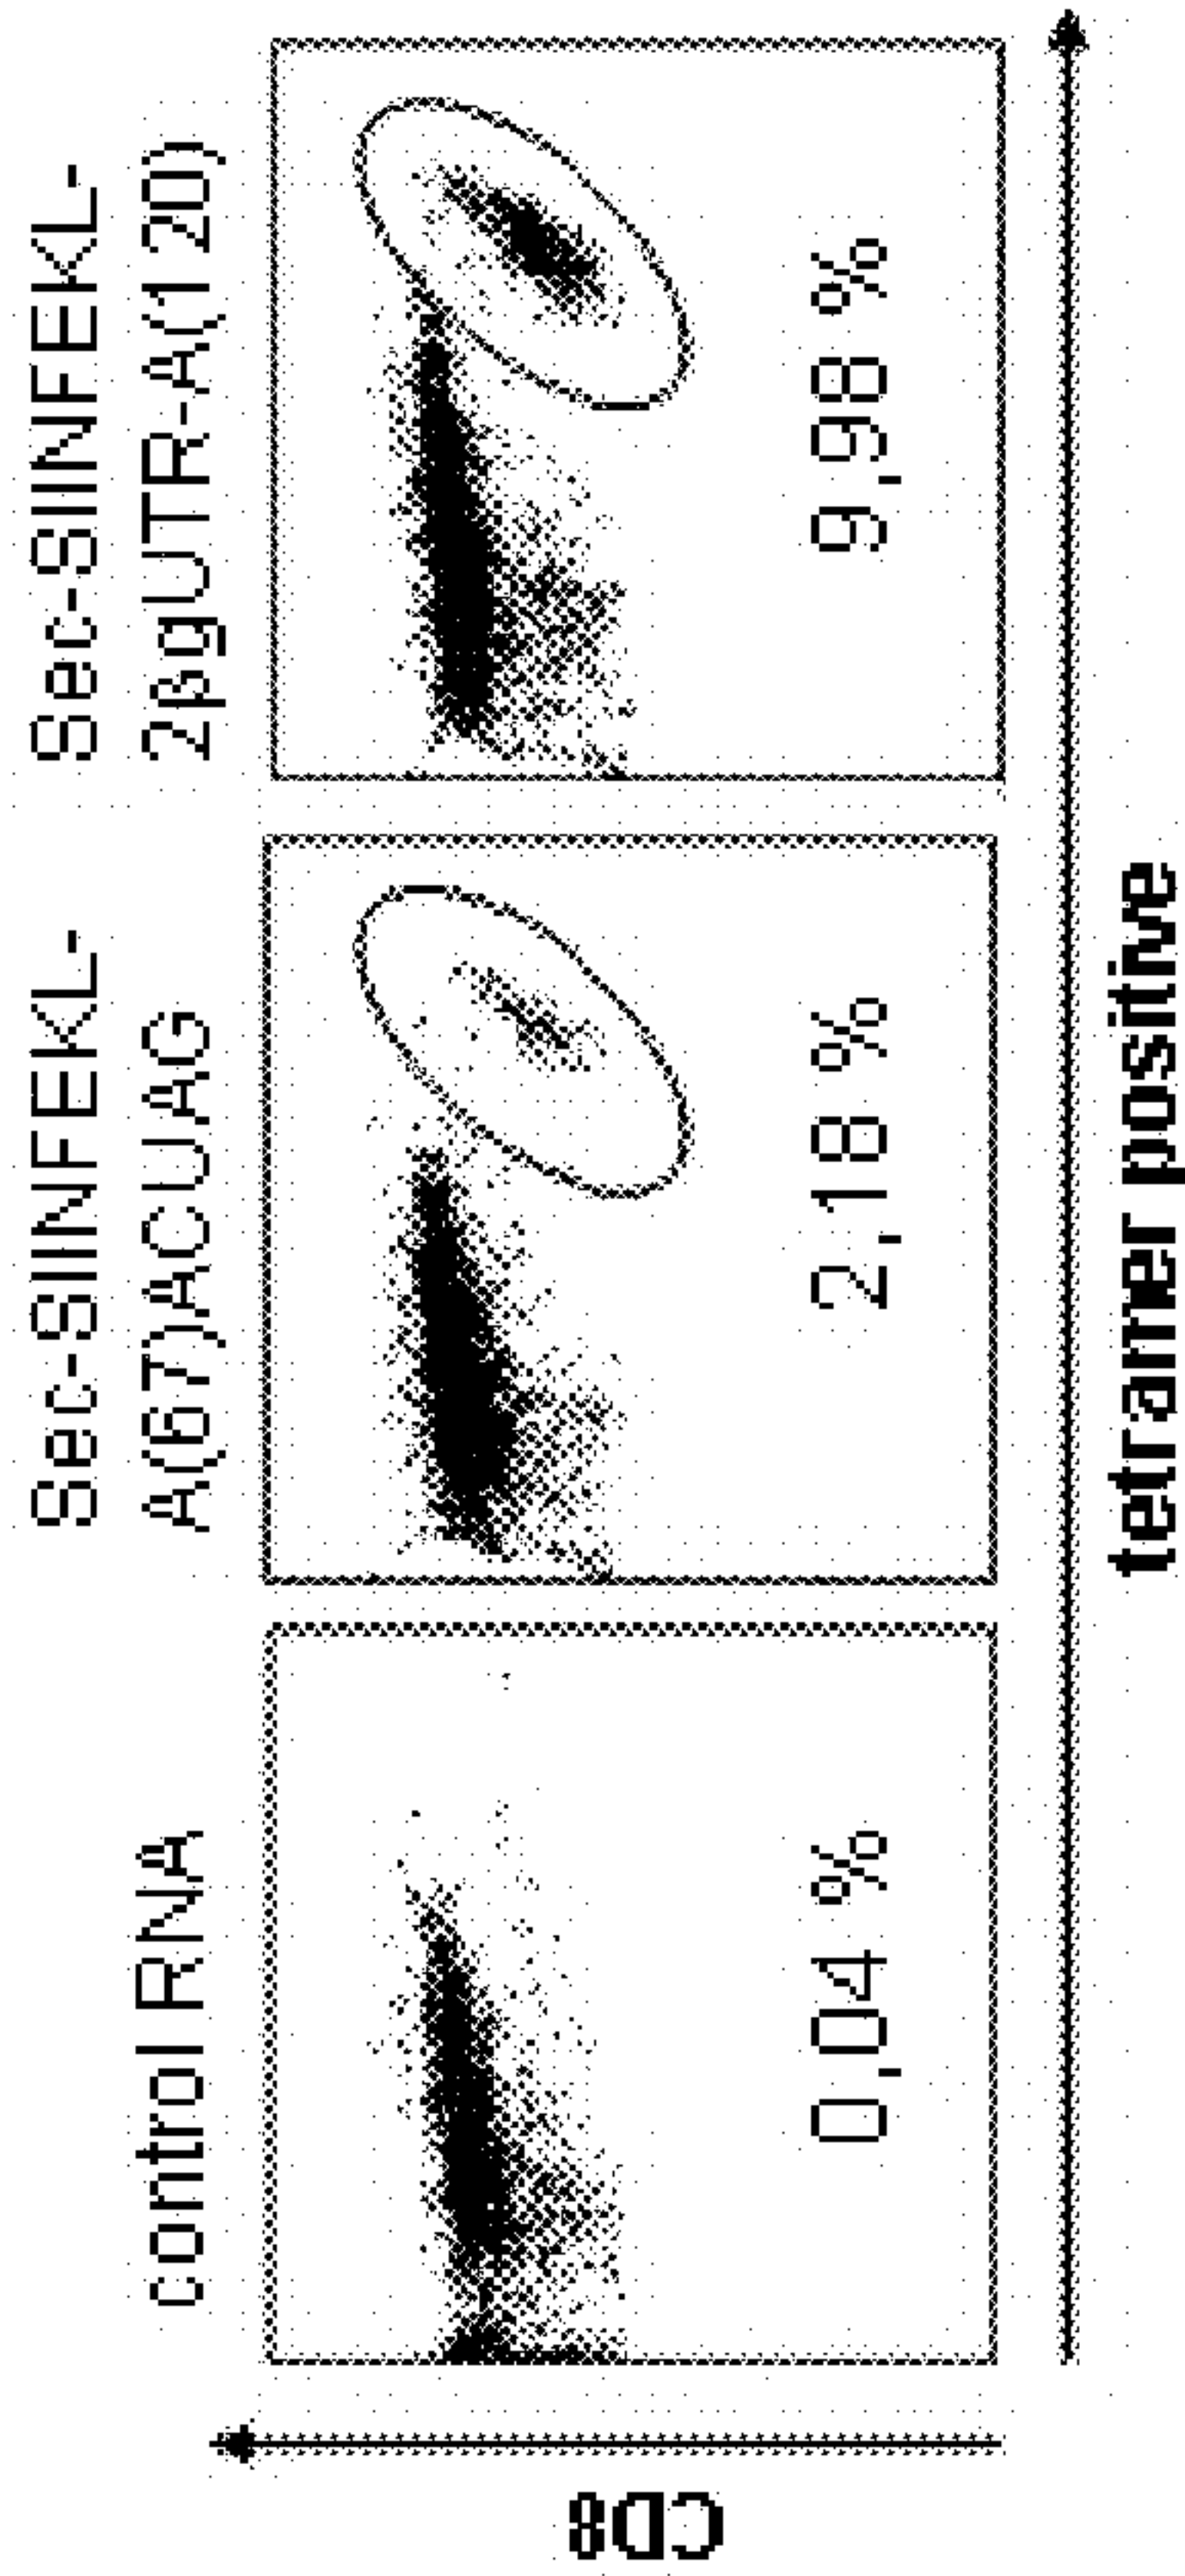 control RNA
Sec-SIINFEKL-
A(67)ACUAG
Sec-SIINFEKL-
2βgUTR-A(120)
0,04 %
2,18 %
9,98 %
CD8
tetramer positive